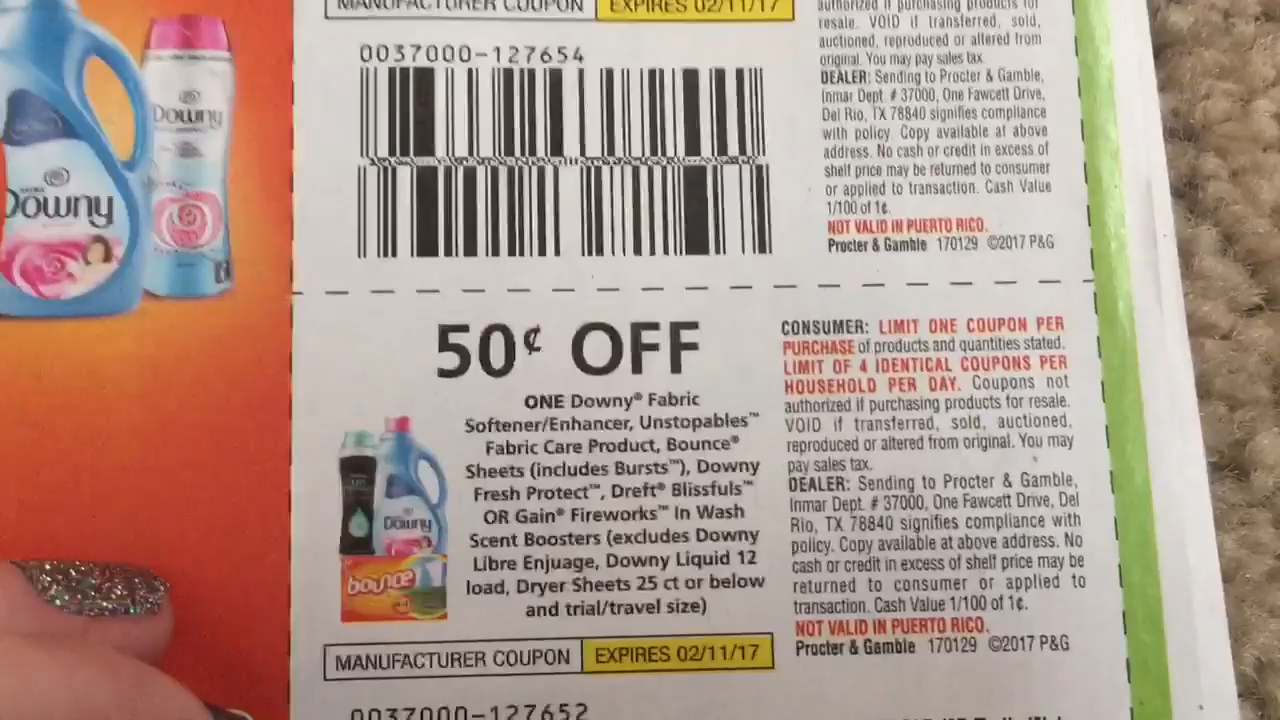 MANUFACTURER COUPON EXPIRES 02/11/17
0037000-127654
authorized if purchasing products for
resale. VOID if transferred, sold,
auctioned, reproduced or altered from
original. You may pay sales tax.
DEALER: Sending to Procter & Gamble,
Inmar Dept. # 37000, One Fawcett Drive,
Del Rio, TX 78840 signifies compliance
with policy. Copy available at above
address. No cash or credit in excess of
shelf price may be returned to consumer
or applied to transaction. Cash Value
1/100 of 1¢.
NOT VALID IN PUERTO RICO.
Procter & Gamble 170129 ©2017 P&G
Downy
Downy
50¢ OFF
ONE Downy® Fabric
Softener/Enhancer, Unstopables™
Fabric Care Product, Bounce®
Sheets (includes Bursts™), Downy
Fresh Protect™, Dreft® Blissfuls™
OR Gain® Fireworks™ In Wash
Scent Boosters (excludes Downy
Libre Enjuage, Downy Liquid 12
load, Dryer Sheets 25 ct or below
and trial/travel size)
Downy
bounce
MANUFACTURER COUPON EXPIRES 02/11/17
0037000-127652
CONSUMER: LIMIT ONE COUPON PER
PURCHASE of products and quantities stated.
LIMIT OF 4 IDENTICAL COUPONS PER
HOUSEHOLD PER DAY. Coupons not
authorized if purchasing products for resale.
VOID if transferred, sold, auctioned,
reproduced or altered from original. You may
pay sales tax.
DEALER: Sending to Procter & Gamble,
Inmar Dept. # 37000, One Fawcett Drive, Del
Rio, TX 78840 signifies compliance with
policy. Copy available at above address. No
cash or credit in excess of shelf price may be
returned to consumer or applied to
transaction. Cash Value 1/100 of 1¢.
NOT VALID IN PUERTO RICO.
Procter & Gamble 170129 ©2017 P&G